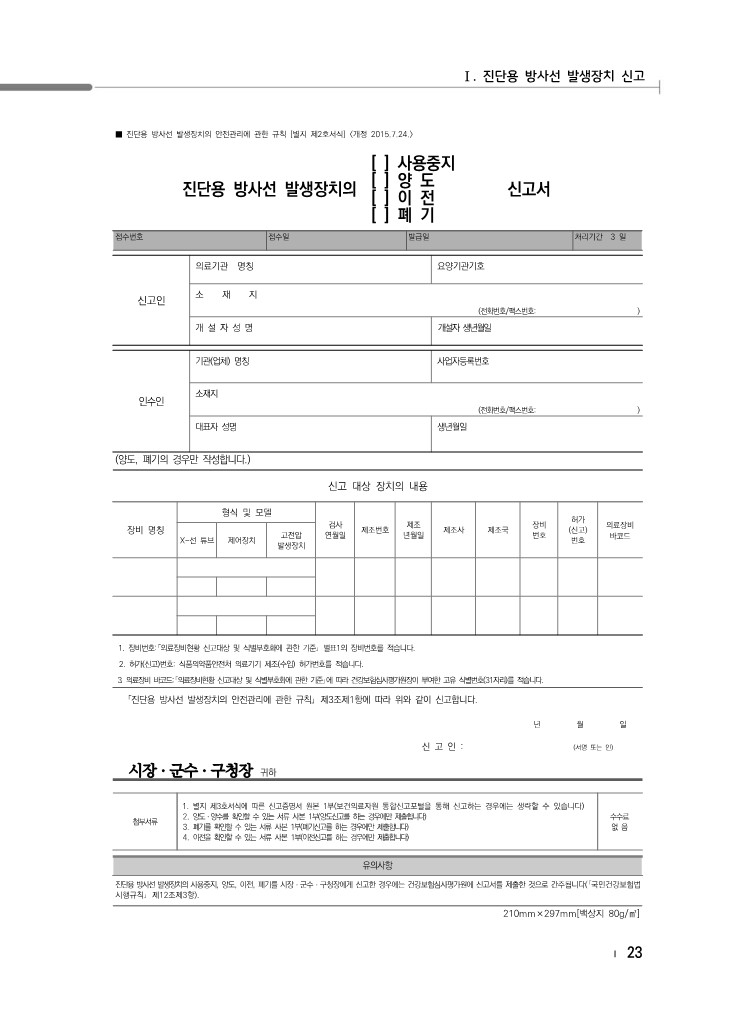 Ⅰ. 진단용 방사선 발생장치 신고
■ 진단용 방사선 발생장치의 안전관리에 관한 규칙 [별지 제2호서식] <개정 2015.7.24.>
진단용 방사선 발생장치의
[ ] 사용중지
[ ] 양 도
[ ] 이 전
[ ] 폐 기
신고서
접수번호 접수일 발급일 처리기간 3 일
신고인
의료기관 명칭 요양기관기호
소 재 지
(전화번호/팩스번호: )
개 설 자 성 명 개설자 생년월일
인수인
기관(업체) 명칭 사업자등록번호
소재지
(전화번호/팩스번호: )
대표자 성명 생년월일
(양도, 폐기의 경우만 작성합니다.)
신고 대상 장치의 내용
장비 명칭
형식 및 모델
X-선 튜브 제어장치
고전압
발생장치
검사
연월일
제조번호
제조
년월일
제조사
제조국
장비
번호
허가
(신고)
번호
의료장비
바코드
1. 장비번호:「의료장비현황 신고대상 및 식별부호화에 관한 기준」 별표1의 장비번호를 적습니다.
2. 허가(신고)번호: 식품의약품안전처 의료기기 제조(수입) 허가번호를 적습니다.
3. 의료장비 바코드:「의료장비현황 신고대상 및 식별부호화에 관한 기준」에 따라 건강보험심사평가원장이 부여한 고유 식별번호(31자리)를 적습니다.
「진단용 방사선 발생장치의 안전관리에 관한 규칙」 제3조제1항에 따라 위와 같이 신고합니다.
년 월 일
신 고 인 : (서명 또는 인)
시장·군수·구청장 귀하
첨부서류
1. 별지 제3호서식에 따른 신고증명서 원본 1부(보건의료자원 통합신고포털을 통해 신고하는 경우에는 생략할 수 있습니다)
2. 양도·양수를 확인할 수 있는 서류 사본 1부(양도신고를 하는 경우에만 제출합니다)
3. 폐기를 확인할 수 있는 서류 사본 1부(폐기신고를 하는 경우에만 제출합니다)
4. 이전을 확인할 수 있는 서류 사본 1부(이전신고를 하는 경우에만 제출합니다)
수수료
없 음
유의사항
진단용 방사선 발생장치의 사용중지, 양도, 이전, 폐기를 시장·군수·구청장에게 신고한 경우에는 건강보험심사평가원에 신고서를 제출한 것으로 간주됩니다(「국민건강보험법
시행규칙」 제12조제3항).
210mm×297mm[백상지 80g/㎡]
23